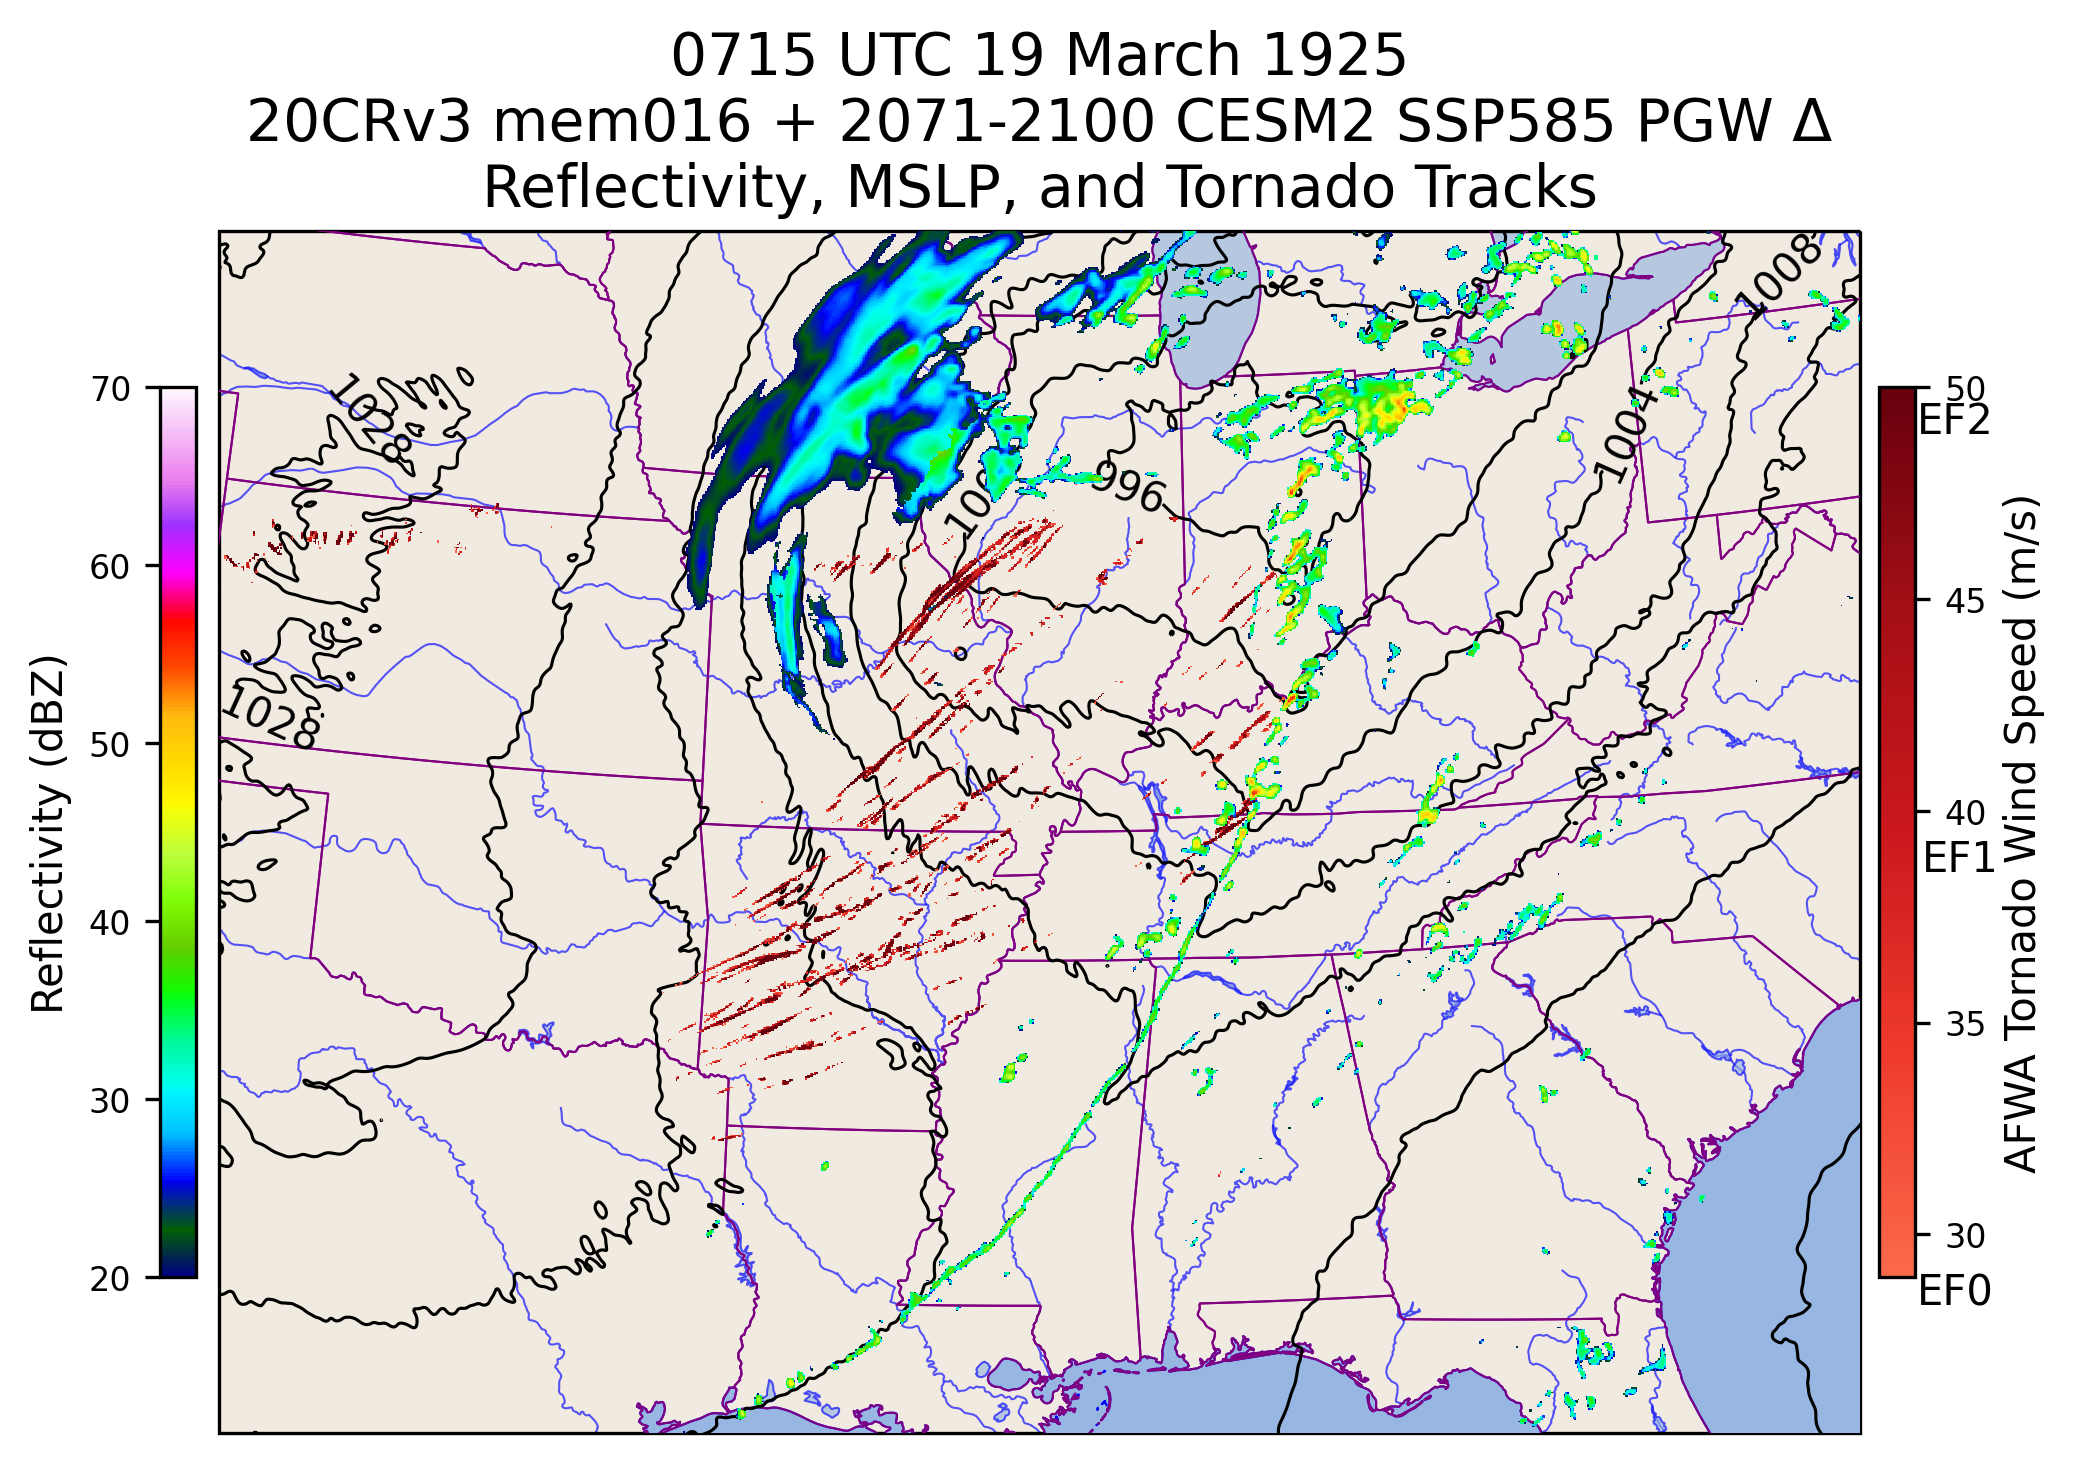 0715 UTC 19 March 1925
20CRv3 mem016 + 2071-2100 CESM2 SSP585 PGW Δ
Reflectivity, MSLP, and Tornado Tracks
1008
1028
1004
996
1028
70
60
50
40
30
20
Reflectivity (dBZ)
50
EF2
45
40
EF1
35
30
EF0
AFWA Tornado Wind Speed (m/s)